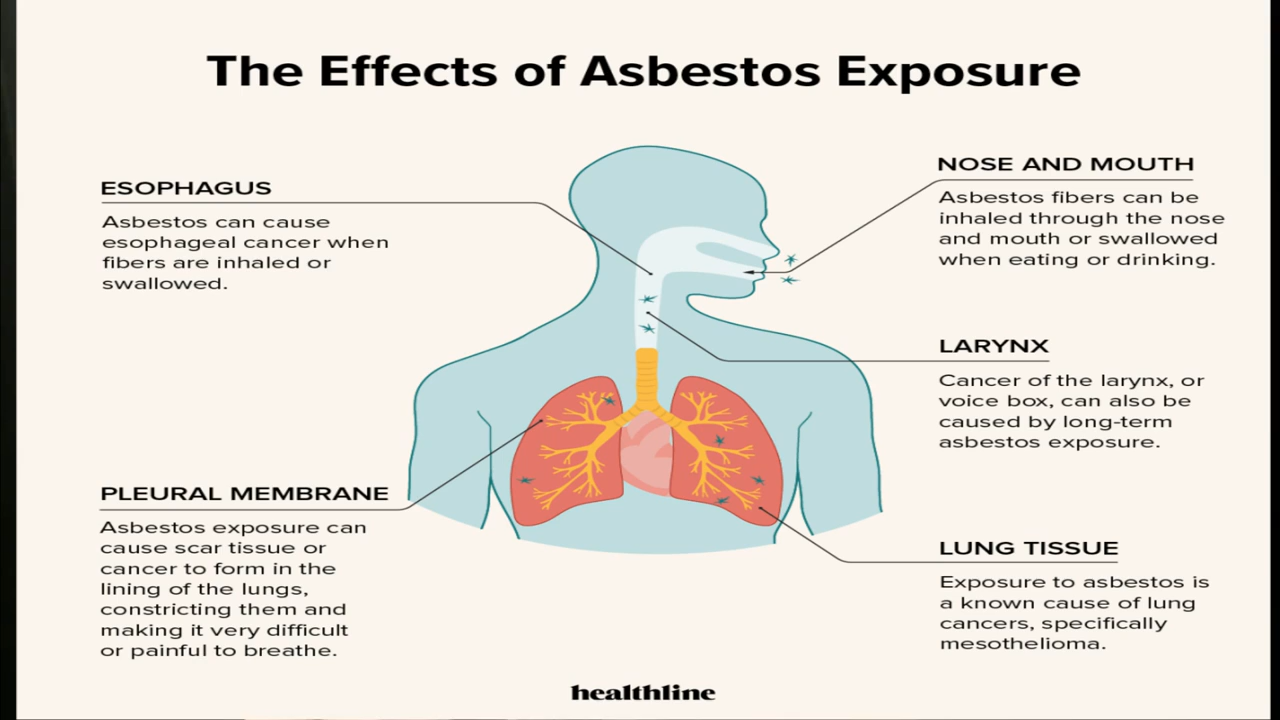 The Effects of Asbestos Exposure
ESOPHAGUS
Asbestos can cause
esophageal cancer when
fibers are inhaled or
swallowed.
NOSE AND MOUTH
Asbestos fibers can be
inhaled through the nose
and mouth or swallowed
when eating or drinking.
LARYNX
Cancer of the larynx, or
voice box, can also be
caused by long-term
asbestos exposure.
PLEURAL MEMBRANE
Asbestos exposure can
cause scar tissue or
cancer to form in the
lining of the lungs,
constricting them and
making it very difficult
or painful to breathe.
LUNG TISSUE
Exposure to asbestos is
a known cause of lung
cancers, specifically
mesothelioma.
healthline